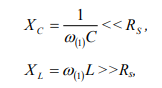 X_C = 1/(ω_(1)C) << R_S,
X_L = ω_(1)L >> R_s,